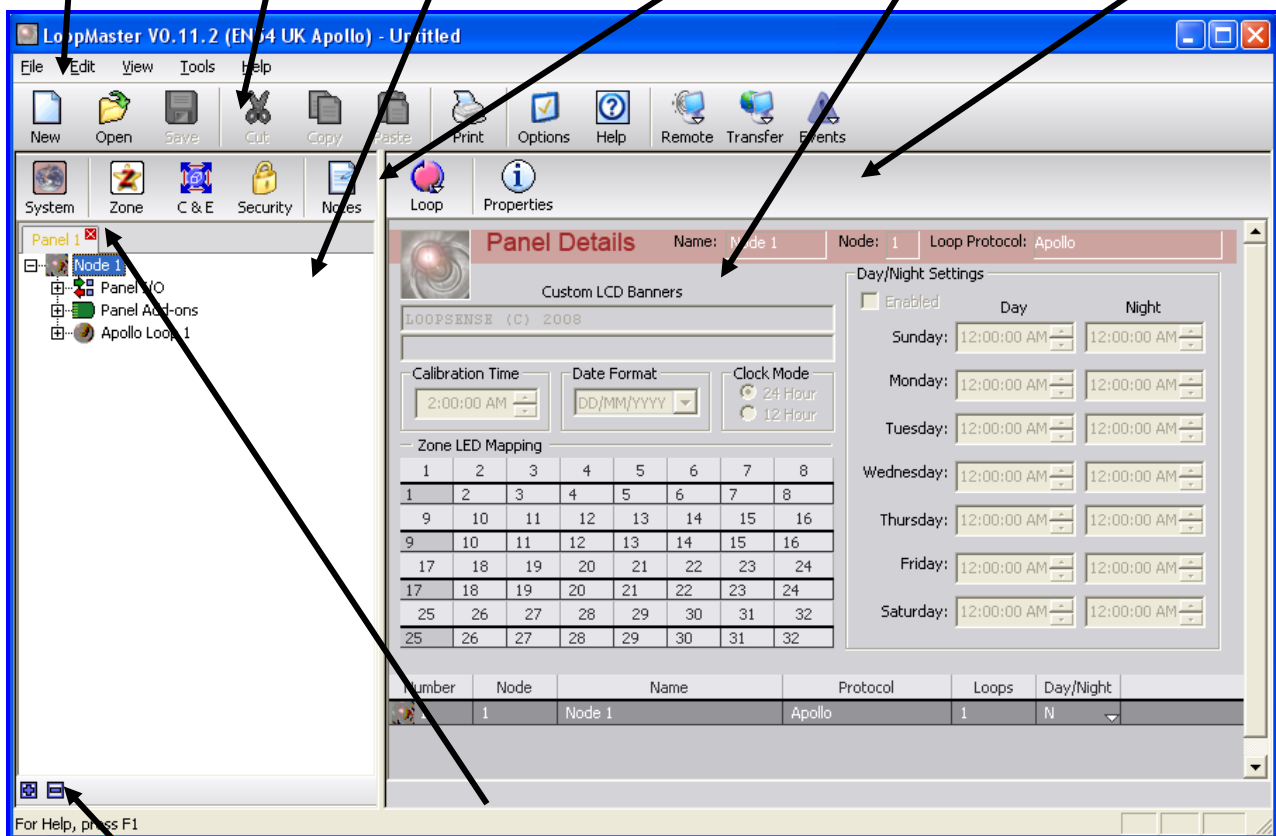 LoopMaster V0.11.2 (EN54 UK Apollo) - Untitled
File Edit View Tools Help
New Open Save Cut Copy Paste Print Options Help Remote Transfer Events
System Zone C & E Security Notes Loop Properties
Panel 1
Node 1
Panel I/O
Panel Add-ons
Apollo Loop 1
Panel Details Name: Node 1 Node: 1 Loop Protocol: Apollo
Custom LCD Banners
LOOPSENSE (C) 2008
Calibration Time Date Format Clock Mode
2:00:00 AM DD/MM/YYYY 24 Hour
12 Hour
Zone LED Mapping
1 2 3 4 5 6 7 8
1 2 3 4 5 6 7 8
9 10 11 12 13 14 15 16
9 10 11 12 13 14 15 16
17 18 19 20 21 22 23 24
17 18 19 20 21 22 23 24
25 26 27 28 29 30 31 32
25 26 27 28 29 30 31 32
Day/Night Settings
Enabled Day Night
Sunday: 12:00:00 AM 12:00:00 AM
Monday: 12:00:00 AM 12:00:00 AM
Tuesday: 12:00:00 AM 12:00:00 AM
Wednesday: 12:00:00 AM 12:00:00 AM
Thursday: 12:00:00 AM 12:00:00 AM
Friday: 12:00:00 AM 12:00:00 AM
Saturday: 12:00:00 AM 12:00:00 AM
Number Node Name Protocol Loops Day/Night
1 1 Node 1 Apollo 1 N
For Help, press F1